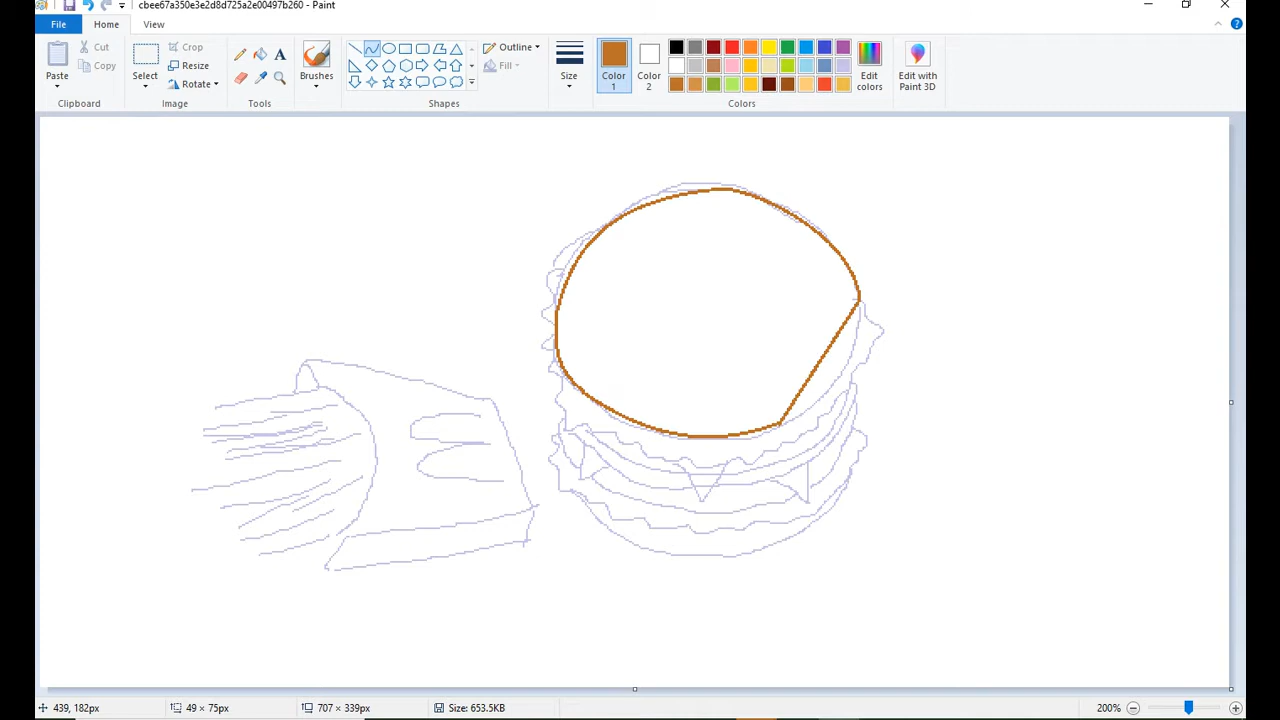 cbee67a350e3e2d8d725a2e00497b260 - Paint
File Home View
Paste Cut Copy
Clipboard
Select Crop Resize Rotate
Image
A
Tools
Brushes
Outline Fill
Shapes
Size
Color 1
Color 2
Edit colors
Colors
Edit with Paint 3D
439, 182px 49 × 75px 707 × 339px Size: 653.5KB 200%